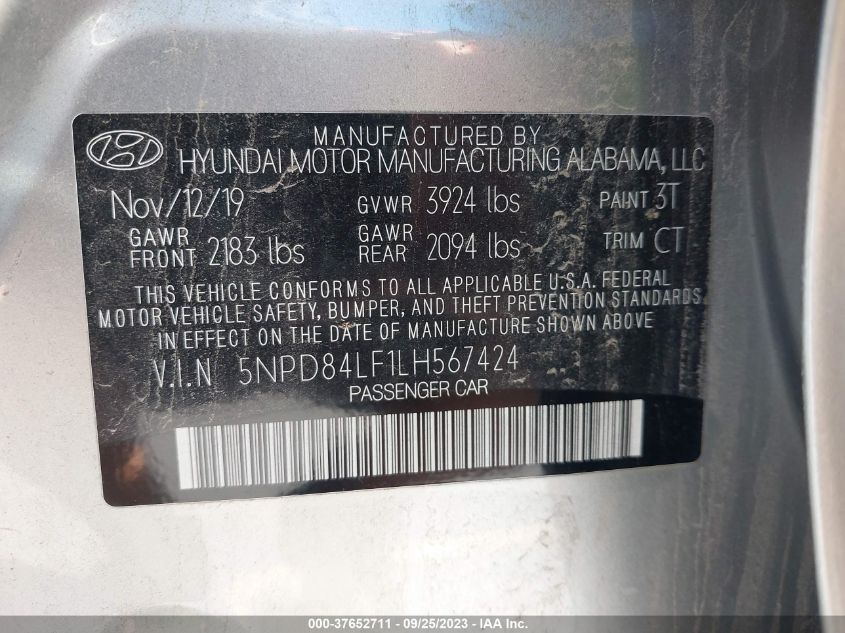 MANUFACTURED BY
HYUNDAI MOTOR MANUFACTURING ALABAMA, LLC
Nov/12/19 GVWR 3924 lbs PAINT 3T
GAWR FRONT 2183 lbs GAWR REAR 2094 lbs TRIM CT
THIS VEHICLE CONFORMS TO ALL APPLICABLE U.S.A. FEDERAL
MOTOR VEHICLE SAFETY, BUMPER, AND THEFT PREVENTION STANDARDS
IN EFFECT ON THE DATE OF MANUFACTURE SHOWN ABOVE
V.I.N 5NPD84LF1LH567424
PASSENGER CAR
000-37652711 - 09/25/2023 - IAA Inc.